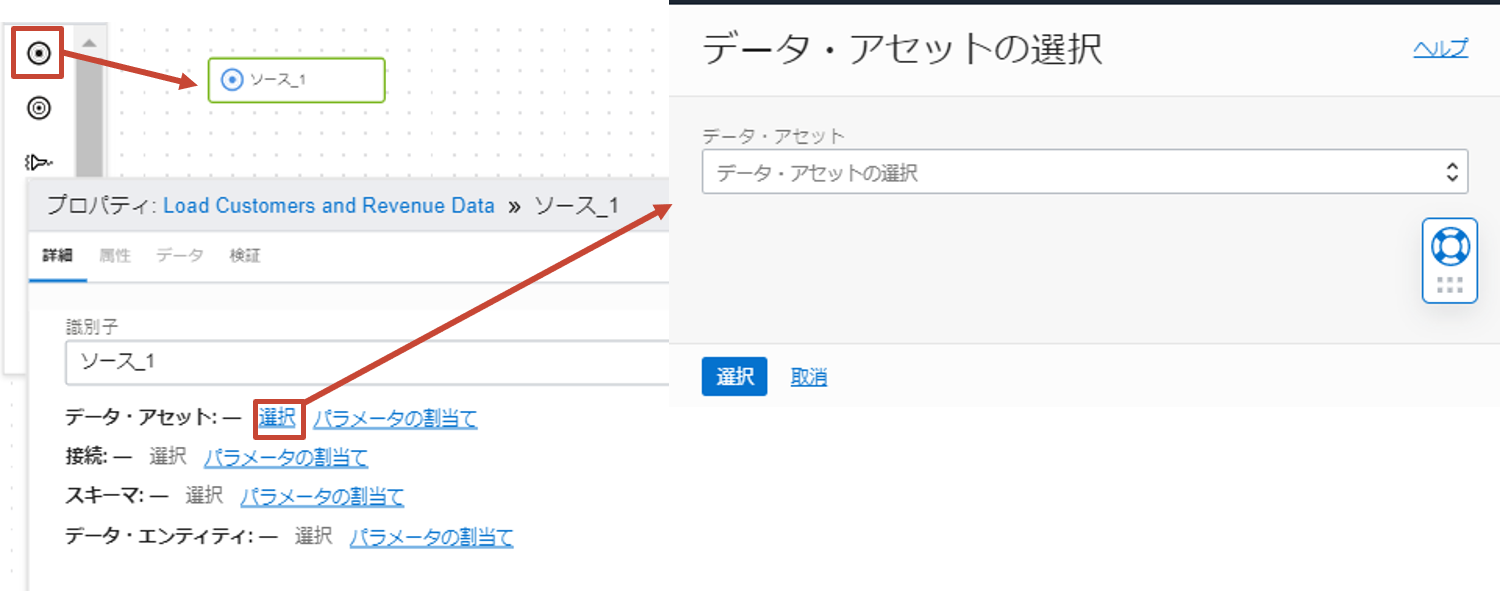 ソース_1
プロパティ: Load Customers and Revenue Data » ソース_1
詳細 属性 データ 検証
識別子
ソース_1
データ・アセット: — 選択 パラメータの割当て
接続: — 選択 パラメータの割当て
スキーマ: — 選択 パラメータの割当て
データ・エンティティ: — 選択 パラメータの割当て
データ・アセットの選択
ヘルプ
データ・アセット
データ・アセットの選択
選択 取消